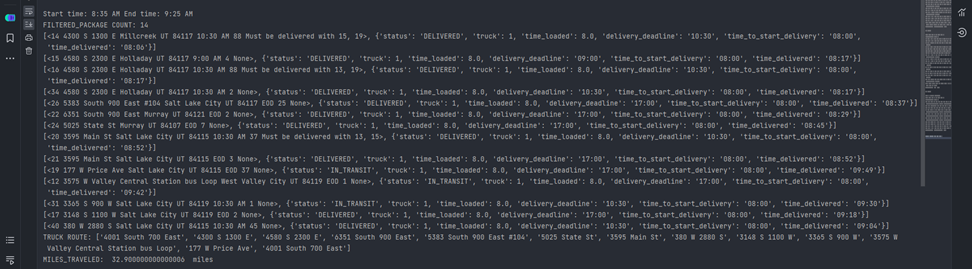 Start time: 8:35 AM End time: 9:25 AM
FILTERED_PACKAGE COUNT: 14
[<14 4300 S 1300 E Millcreek UT 84117 10:30 AM 88 Must be delivered with 15, 19>, {'status': 'DELIVERED', 'truck': 1, 'time_loaded': 8.0, 'delivery_deadline': '10:30', 'time_to_start_delivery': '08:00',
'time_delivered': '08:06'}]
[<15 4580 S 2300 E Holladay UT 84117 9:00 AM 4 None>, {'status': 'DELIVERED', 'truck': 1, 'time_loaded': 8.0, 'delivery_deadline': '09:00', 'time_to_start_delivery': '08:00', 'time_delivered': '08:17'}]
[<16 4580 S 2300 E Holladay UT 84117 10:30 AM 88 Must be delivered with 13, 19>, {'status': 'DELIVERED', 'truck': 1, 'time_loaded': 8.0, 'delivery_deadline': '10:30', 'time_to_start_delivery': '08:00',
'time_delivered': '08:17'}]
[<34 4580 S 2300 E Holladay UT 84117 10:30 AM 2 None>, {'status': 'DELIVERED', 'truck': 1, 'time_loaded': 8.0, 'delivery_deadline': '10:30', 'time_to_start_delivery': '08:00', 'time_delivered': '08:17'}]
[<26 5383 South 900 East #104 Salt Lake City UT 84117 EOD 25 None>, {'status': 'DELIVERED', 'truck': 1, 'time_loaded': 8.0, 'delivery_deadline': '17:00', 'time_to_start_delivery': '08:00', 'time_delivered': '08:37'}]
[<22 6351 South 900 East Murray UT 84121 EOD 2 None>, {'status': 'DELIVERED', 'truck': 1, 'time_loaded': 8.0, 'delivery_deadline': '17:00', 'time_to_start_delivery': '08:00', 'time_delivered': '08:29'}]
[<24 5025 State St Murray UT 84107 EOD 7 None>, {'status': 'DELIVERED', 'truck': 1, 'time_loaded': 8.0, 'delivery_deadline': '17:00', 'time_to_start_delivery': '08:00', 'time_delivered': '08:45'}]
[<20 3595 Main St Salt Lake City UT 84115 10:30 AM 37 Must be delivered with 13, 15>, {'status': 'DELIVERED', 'truck': 1, 'time_loaded': 8.0, 'delivery_deadline': '10:30', 'time_to_start_delivery': '08:00',
'time_delivered': '08:52'}]
[<21 3595 Main St Salt Lake City UT 84115 EOD 3 None>, {'status': 'DELIVERED', 'truck': 1, 'time_loaded': 8.0, 'delivery_deadline': '17:00', 'time_to_start_delivery': '08:00', 'time_delivered': '08:52'}]
[<19 177 W Price Ave Salt Lake City UT 84115 EOD 37 None>, {'status': 'IN_TRANSIT', 'truck': 1, 'time_loaded': 8.0, 'delivery_deadline': '17:00', 'time_to_start_delivery': '08:00', 'time_delivered': '09:49'}]
[<12 3575 W Valley Central Station bus Loop West Valley City UT 84119 EOD 1 None>, {'status': 'IN_TRANSIT', 'truck': 1, 'time_loaded': 8.0, 'delivery_deadline': '17:00', 'time_to_start_delivery': '08:00',
'time_delivered': '09:42'}]
[<31 3365 S 900 W Salt Lake City UT 84119 10:30 AM 1 None>, {'status': 'IN_TRANSIT', 'truck': 1, 'time_loaded': 8.0, 'delivery_deadline': '10:30', 'time_to_start_delivery': '08:00', 'time_delivered': '09:30'}]
[<17 3148 S 1100 W Salt Lake City UT 84119 EOD 2 None>, {'status': 'DELIVERED', 'truck': 1, 'time_loaded': 8.0, 'delivery_deadline': '17:00', 'time_to_start_delivery': '08:00', 'time_delivered': '09:18'}]
[<40 380 W 2880 S Salt Lake City UT 84115 10:30 AM 45 None>, {'status': 'DELIVERED', 'truck': 1, 'time_loaded': 8.0, 'delivery_deadline': '10:30', 'time_to_start_delivery': '08:00', 'time_delivered': '09:04'}]
TRUCK ROUTE: ['4001 South 700 East', '4300 S 1300 E', '4580 S 2300 E', '6351 South 900 East', '5383 South 900 East #104', '5025 State St', '3595 Main St', '380 W 2880 S', '3148 S 1100 W', '3365 S 900 W', '3575 W
Valley Central Station bus Loop', '177 W Price Ave', '4001 South 700 East']
MILES_TRAVELED: 32.900000000000006 miles